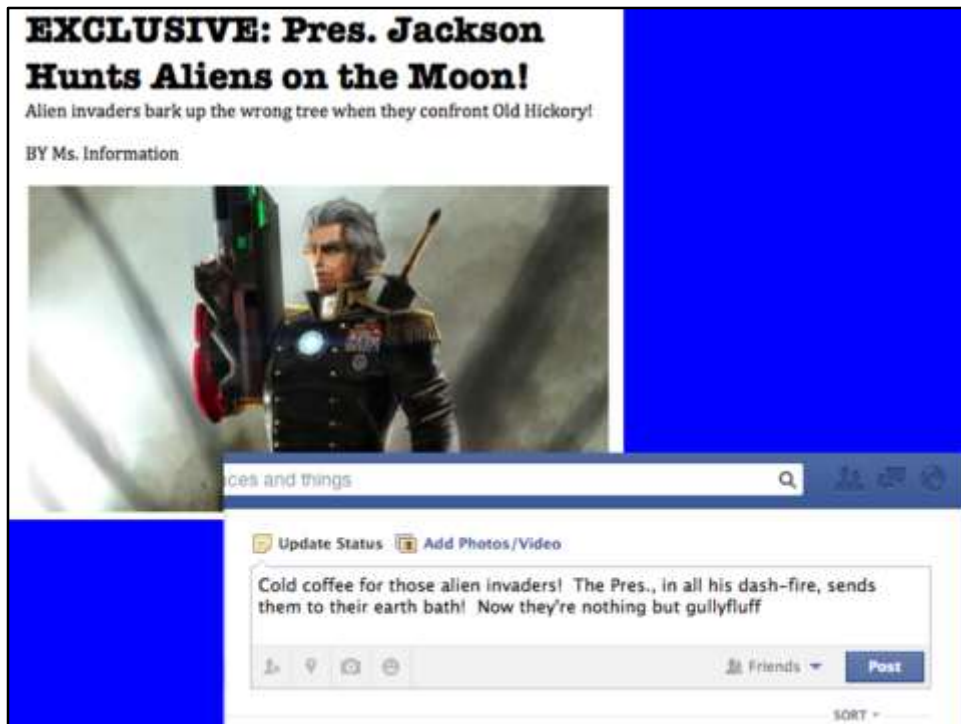 EXCLUSIVE: Pres. Jackson
Hunts Aliens on the Moon!
Alien invaders bark up the wrong tree when they confront Old Hickory!
BY Ms. Information
ces and things
Update Status Add Photos/Video
Cold coffee for those alien invaders! The Pres., in all his dash-fire, sends
them to their earth bath! Now they're nothing but gullyfluff
Friends Post
SORT